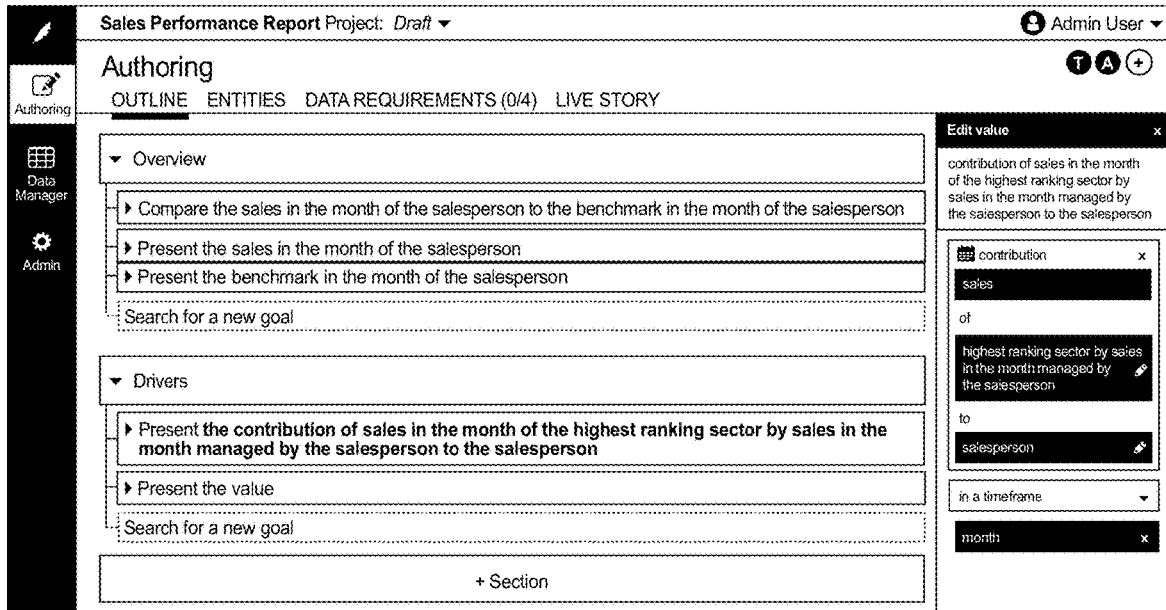 Sales Performance Report Project: Draft
Admin User
Authoring
T A +
OUTLINE ENTITIES DATA REQUIREMENTS (0/4) LIVE STORY
Authoring
Data
Manager
Admin
Overview
Compare the sales in the month of the salesperson to the benchmark in the month of the salesperson
Present the sales in the month of the salesperson
Present the benchmark in the month of the salesperson
Search for a new goal
Drivers
Present the contribution of sales in the month of the highest ranking sector by sales in the
month managed by the salesperson to the salesperson
Present the value
Search for a new goal
+ Section
Edit value x
contribution of sales in the month
of the highest ranking sector by
sales in the month managed by
the salesperson to the salesperson
contribution x
sales
of
highest ranking sector by sales
in the month managed by
the salesperson
to
salesperson
in a timeframe
month x